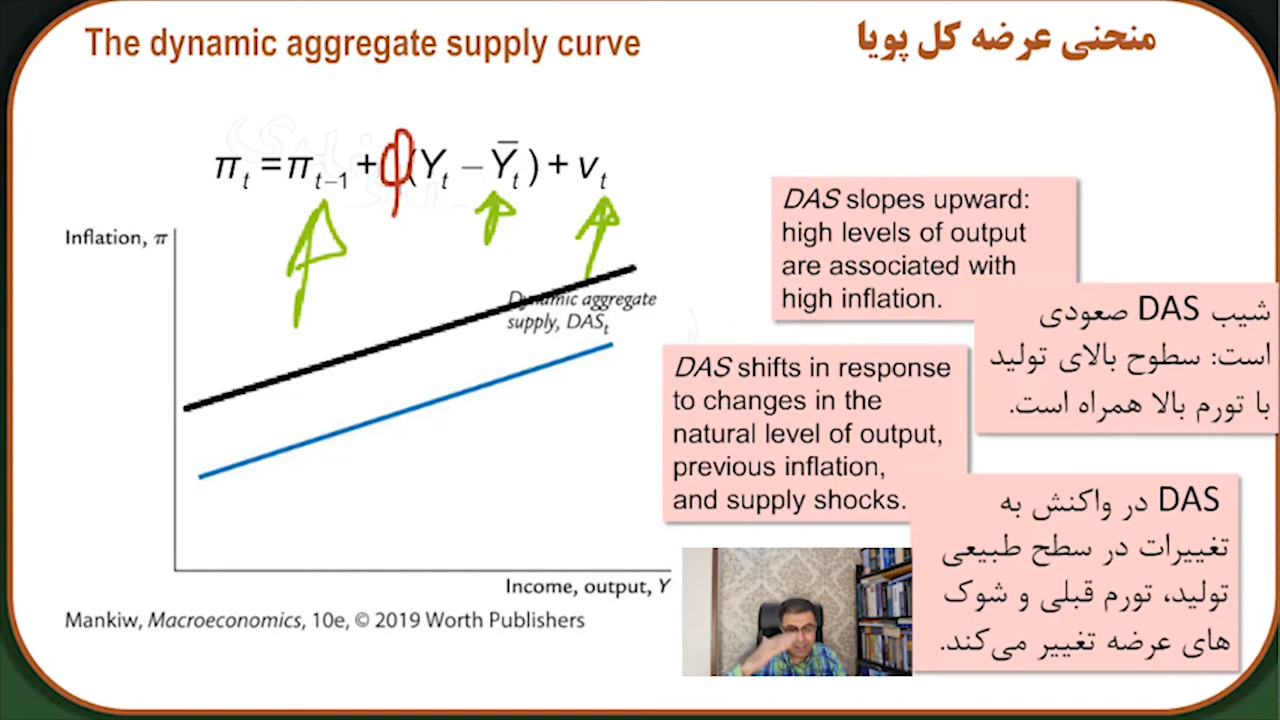 The dynamic aggregate supply curve
منحنی عرضه کل پویا
π_t = π_{t−1} + ϕ(Y_t − Ȳ_t) + ν_t
Inflation, π
Dynamic aggregate
supply, DAS_t
Income, output, Y
Mankiw, Macroeconomics, 10e, © 2019 Worth Publishers
DAS slopes upward:
high levels of output
are associated with
high inflation.
شیب DAS صعودی
است: سطوح بالای تولید
با تورم بالا همراه است.
DAS shifts in response
to changes in the
natural level of output,
previous inflation,
and supply shocks.
DAS در واکنش به
تغییرات در سطح طبیعی
تولید، تورم قبلی و شوک
های عرضه تغییر می‌کند.